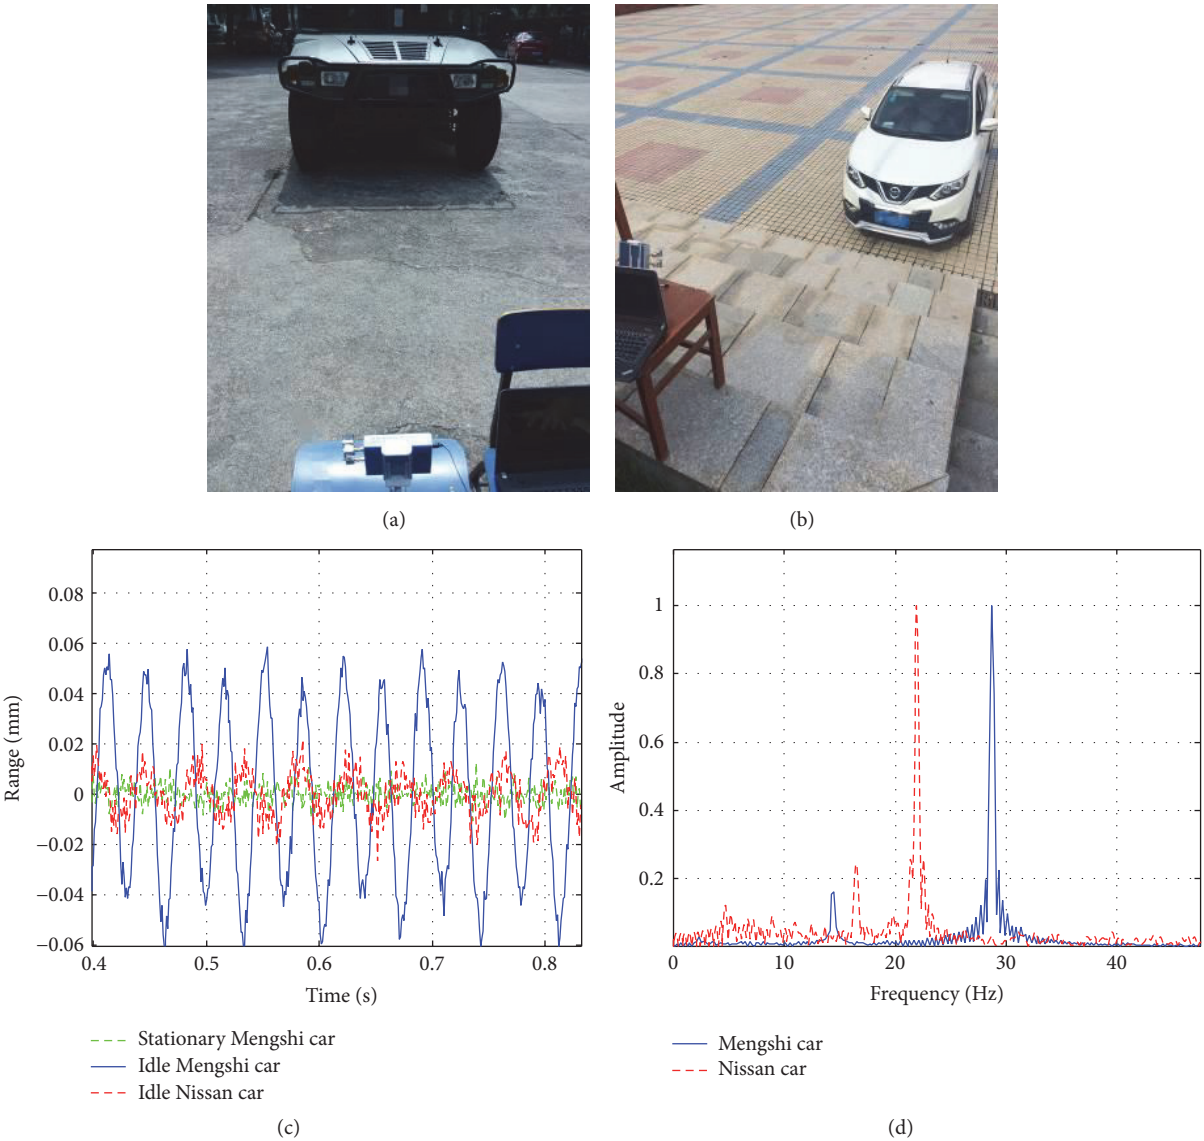 (a)
(b)
0.08
0.06
0.04
0.02
0
−0.02
−0.04
−0.06
Range (mm)
0.4 0.5 0.6 0.7 0.8
Time (s)
Stationary Mengshi car
Idle Mengshi car
Idle Nissan car
(c)
1
0.8
0.6
0.4
0.2
Amplitude
0 10 20 30 40
Frequency (Hz)
Mengshi car
Nissan car
(d)